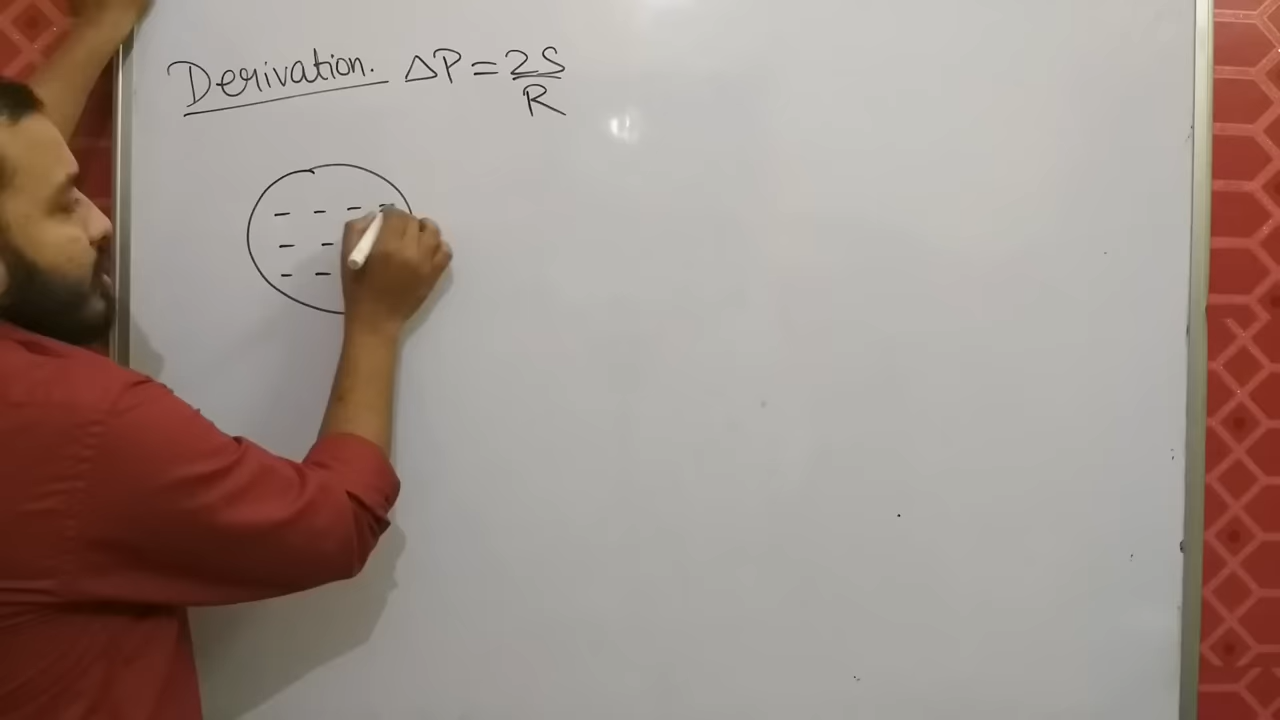 Derivation. ΔP = 2S/R